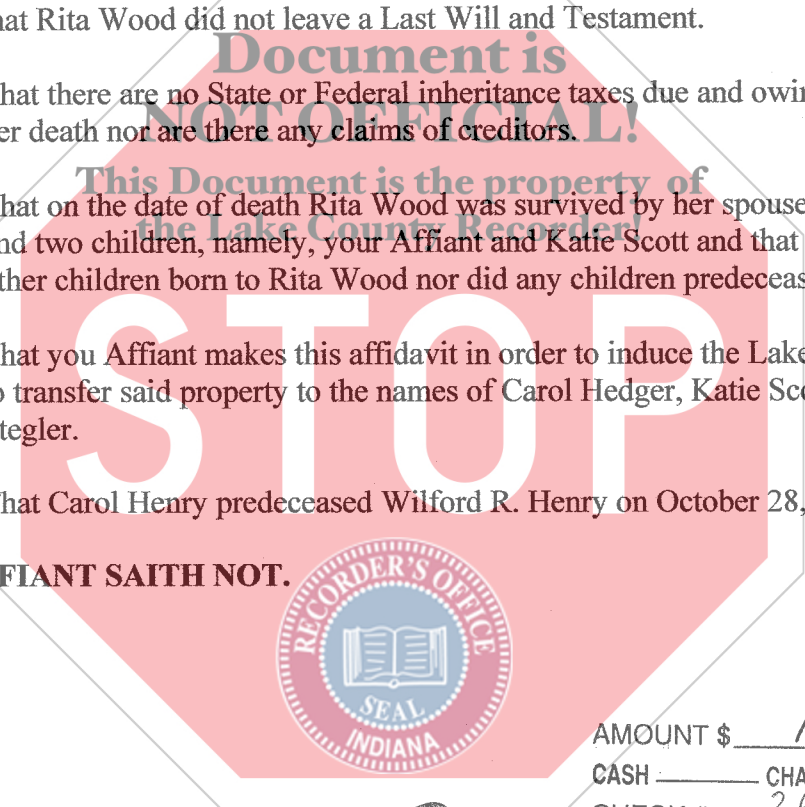 hat Rita Wood did not leave a Last Will and Testament.
Document is
hat there are no State or Federal inheritance taxes due and owin
NOT OFFICIAL!
er death nor are there any claims of creditors.
This Document is the property of
hat on the date of death Rita Wood was survived by her spouse
the Lake County Recorder!
nd two children, namely, your Affiant and Katie Scott and that
ther children born to Rita Wood nor did any children predeceas
STOP
hat you Affiant makes this affidavit in order to induce the Lake
o transfer said property to the names of Carol Hedger, Katie Sco
tegler.
hat Carol Henry predeceased Wilford R. Henry on October 28,
FIANT SAITH NOT.
RECORDER'S OFFICE
SEAL
INDIANA
AMOUNT $
CASH CHA